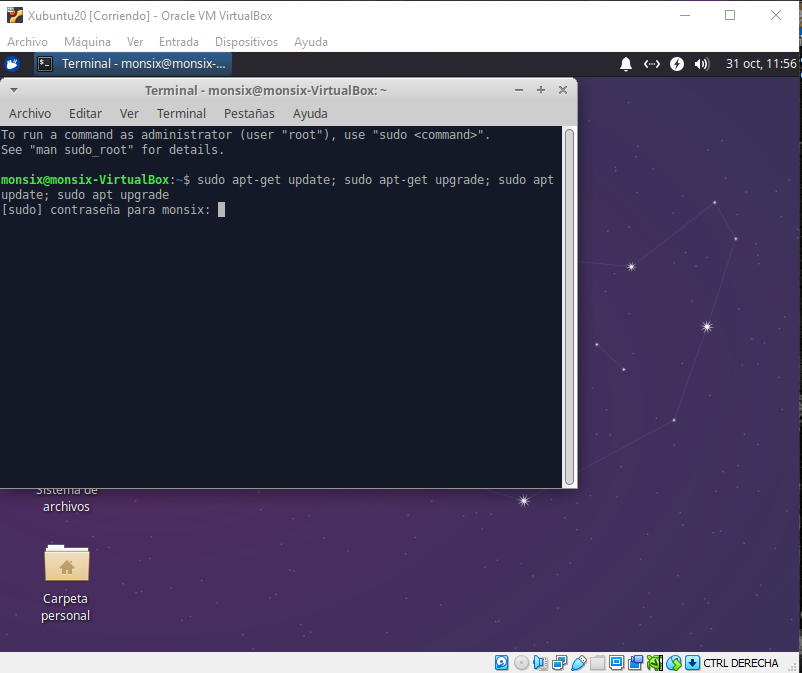 Xubuntu20 [Corriendo] - Oracle VM VirtualBox
Archivo Máquina Ver Entrada Dispositivos Ayuda
Terminal - monsix@monsix-... 31 oct, 11:56
Terminal - monsix@monsix-VirtualBox: ~
Archivo Editar Ver Terminal Pestañas Ayuda
To run a command as administrator (user "root"), use "sudo <command>".
See "man sudo_root" for details.
monsix@monsix-VirtualBox:~$ sudo apt-get update; sudo apt-get upgrade; sudo apt
update; sudo apt upgrade
[sudo] contraseña para monsix:
Sistema de
archivos
Carpeta
personal
CTRL DERECHA